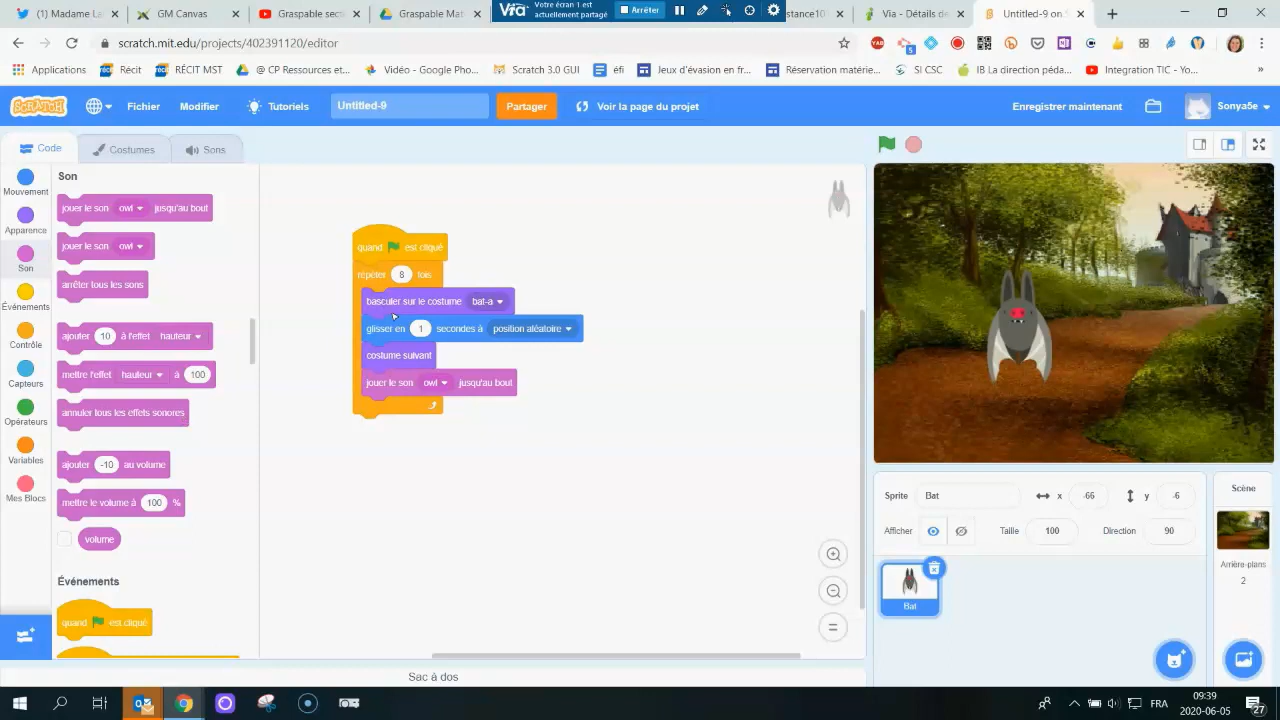 Madame La
GM Canvas
Graspable sec
Graspable Mat
Via
Votre écran 1 est
actuellement partagé
Arrêter
stance10
Via - Détails de
Untitled-9 on S
scratch.mit.edu/projects/402391120/editor
Applications
Récit
RÉCIT MST
@ CP Ressources et...
Vidéo - Google Pho...
Scratch 3.0 GUI
éfi
Jeux d'évasion en fr...
Réservation matérie...
SI CSC
IB La direction péda...
Integration TIC - Yo...
»
SCRATCH
Fichier
Modifier
Tutoriels
Untitled-9
Partager
Voir la page du projet
Enregistrer maintenant
Sonya5e
Code
Costumes
Sons
Mouvement
Apparence
Son
Événements
Contrôle
Capteurs
Opérateurs
Variables
Mes Blocs
Son
jouer le son owl jusqu'au bout
jouer le son owl
arrêter tous les sons
ajouter 10 à l'effet hauteur
mettre l'effet hauteur à 100
annuler tous les effets sonores
ajouter -10 au volume
mettre le volume à 100 %
volume
Événements
quand est cliqué
quand est cliqué
répéter 8 fois
basculer sur le costume bat-a
glisser en 1 secondes à position aléatoire
costume suivant
jouer le son owl jusqu'au bout
Sac à dos
Sprite Bat x -66 y -6
Afficher Taille 100 Direction 90
Bat
Scène
Arrière-plans
2
FRA
09:39
2020-06-05
27